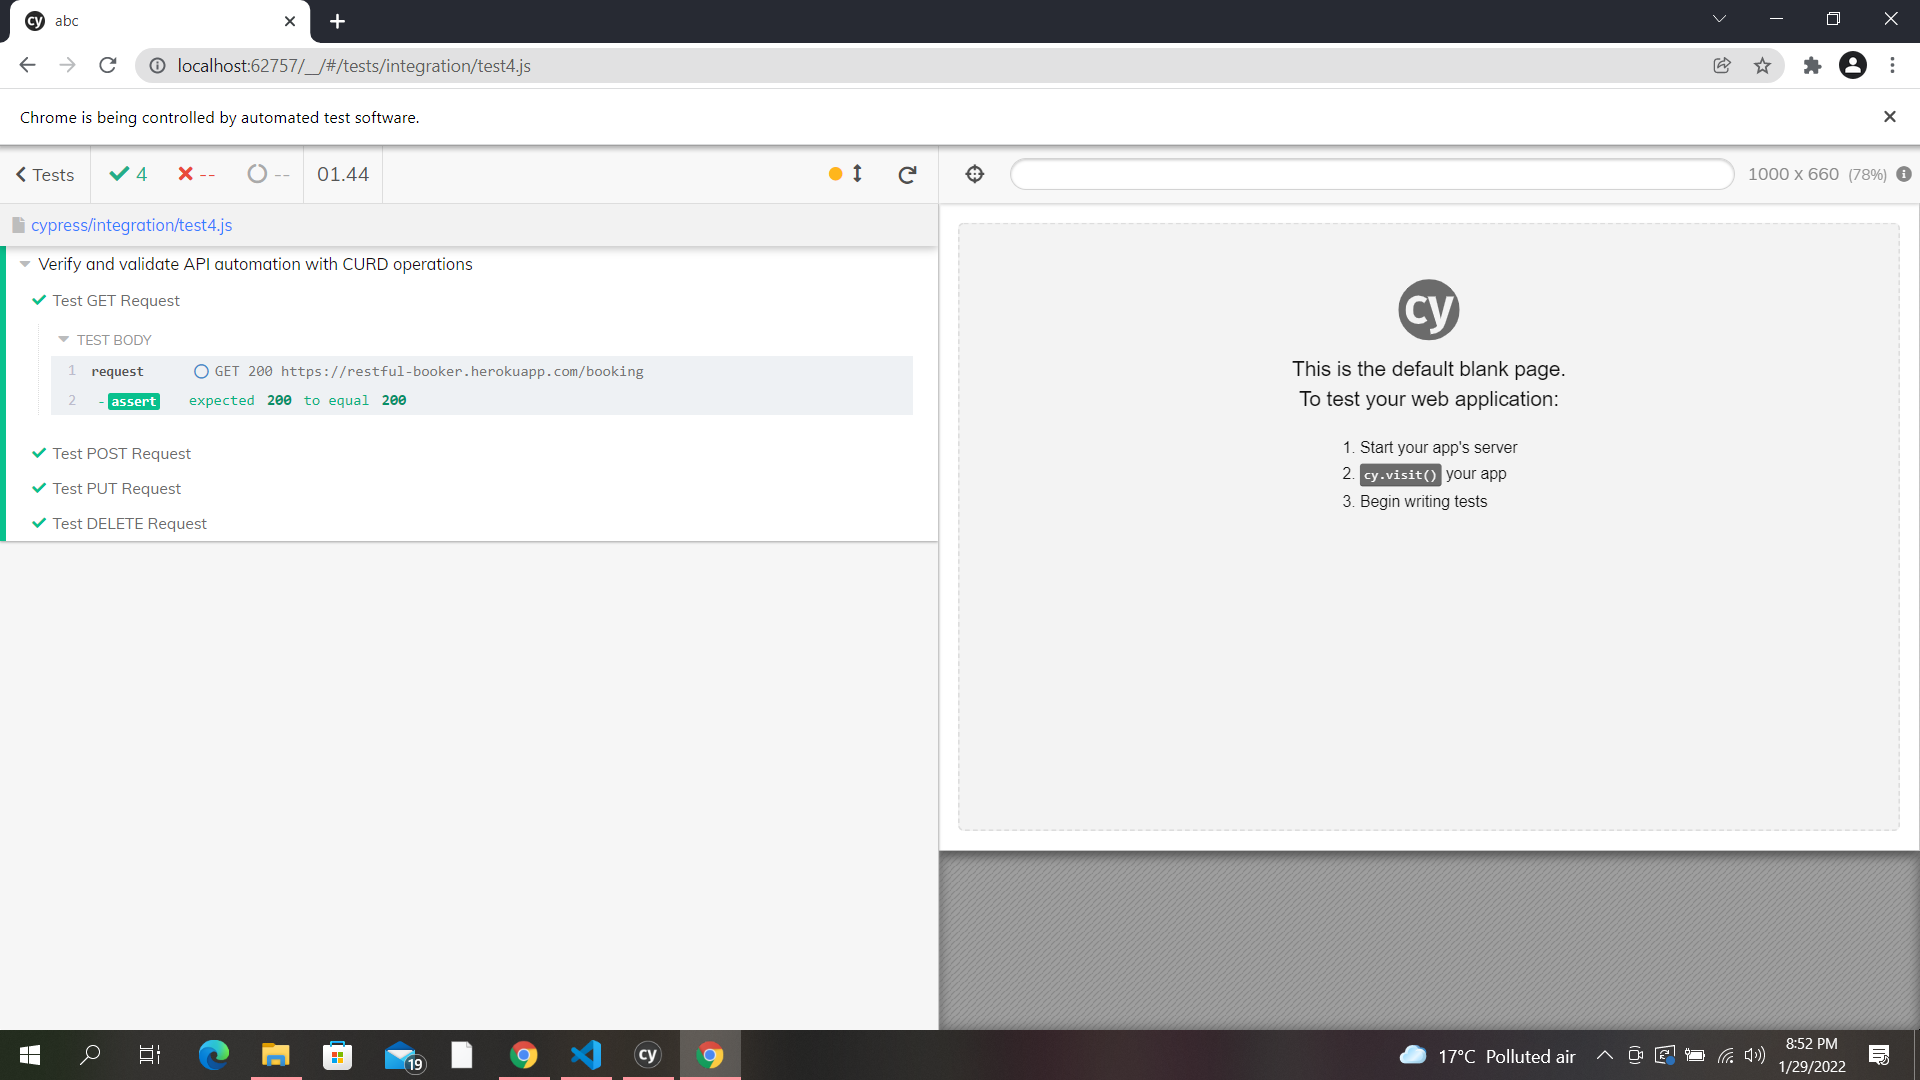 cy abc
localhost:62757/__/#/tests/integration/test4.js
Chrome is being controlled by automated test software.
Tests 4 -- -- 01.44
1000 x 660 (78%)
cypress/integration/test4.js
Verify and validate API automation with CURD operations
Test GET Request
TEST BODY
1 request GET 200 https://restful-booker.herokuapp.com/booking
2 -assert expected 200 to equal 200
Test POST Request
Test PUT Request
Test DELETE Request
cy
This is the default blank page.
To test your web application:
1. Start your app's server
2. cy.visit() your app
3. Begin writing tests
19
cy
17°C Polluted air
8:52 PM
1/29/2022